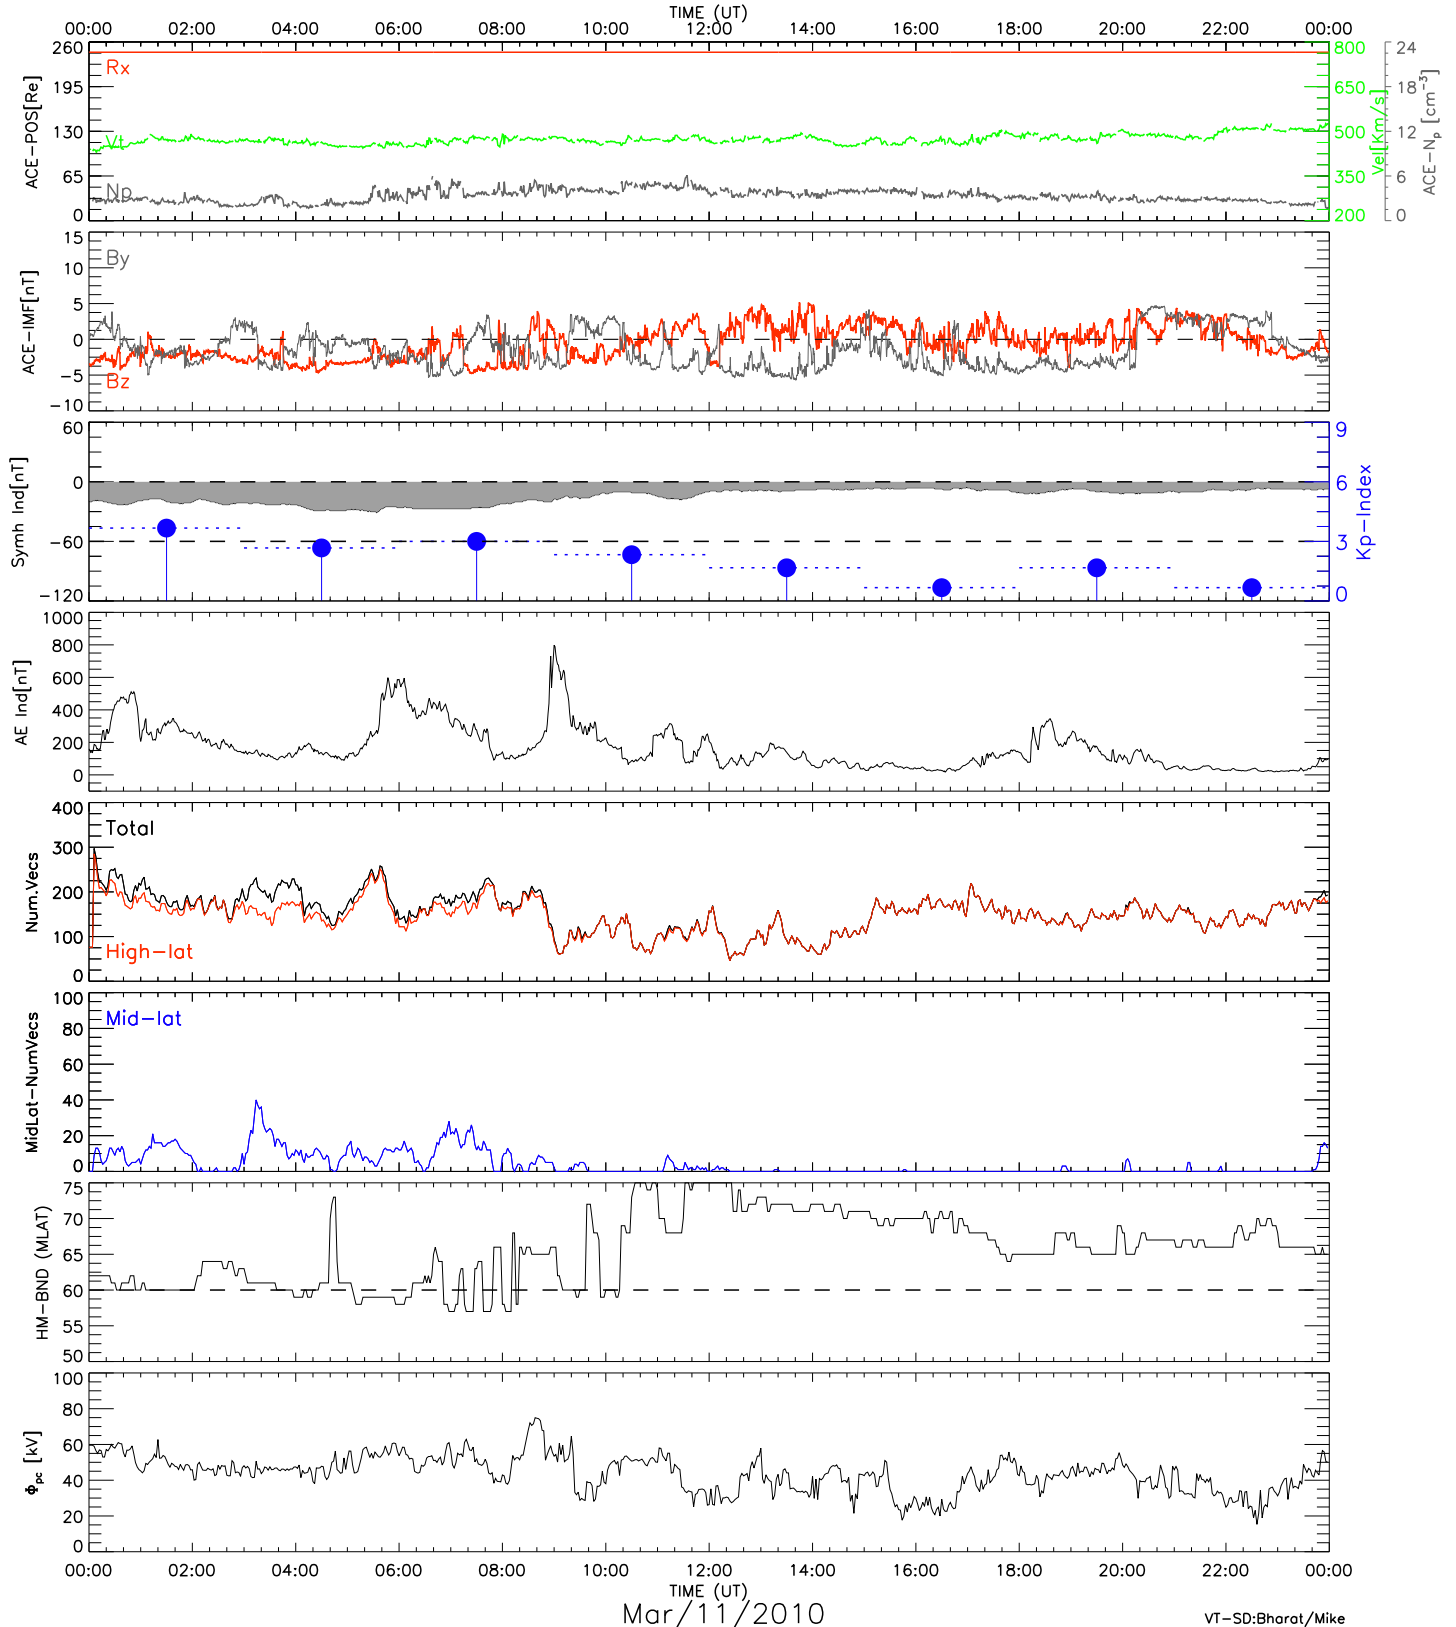 TIME (UT)
00:00 02:00 04:00 06:00 08:00 10:00 12:00 14:00 16:00 18:00 20:00 22:00 00:00
ACE-POS[Re]
260
195
130
65
0
Rx
Vt
Np
800
650
500
350
200
Vel[Km/s]
24
18
12
6
0
ACE-Np [cm-3]
ACE-IMF[nT]
15
10
5
0
-5
-10
By
Bz
Symh Ind[nT]
60
0
-60
-120
9
6
3
0
Kp-Index
AE Ind[nT]
1000
800
600
400
200
0
Num.Vecs
400
300
200
100
0
Total
High-lat
MidLat-NumVecs
100
80
60
40
20
0
Mid-lat
HM-BND (MLAT)
75
70
65
60
55
50
Φpc [kV]
100
80
60
40
20
0
00:00 02:00 04:00 06:00 08:00 10:00 12:00 14:00 16:00 18:00 20:00 22:00 00:00
TIME (UT)
Mar/11/2010
VT-SD:Bharat/Mike